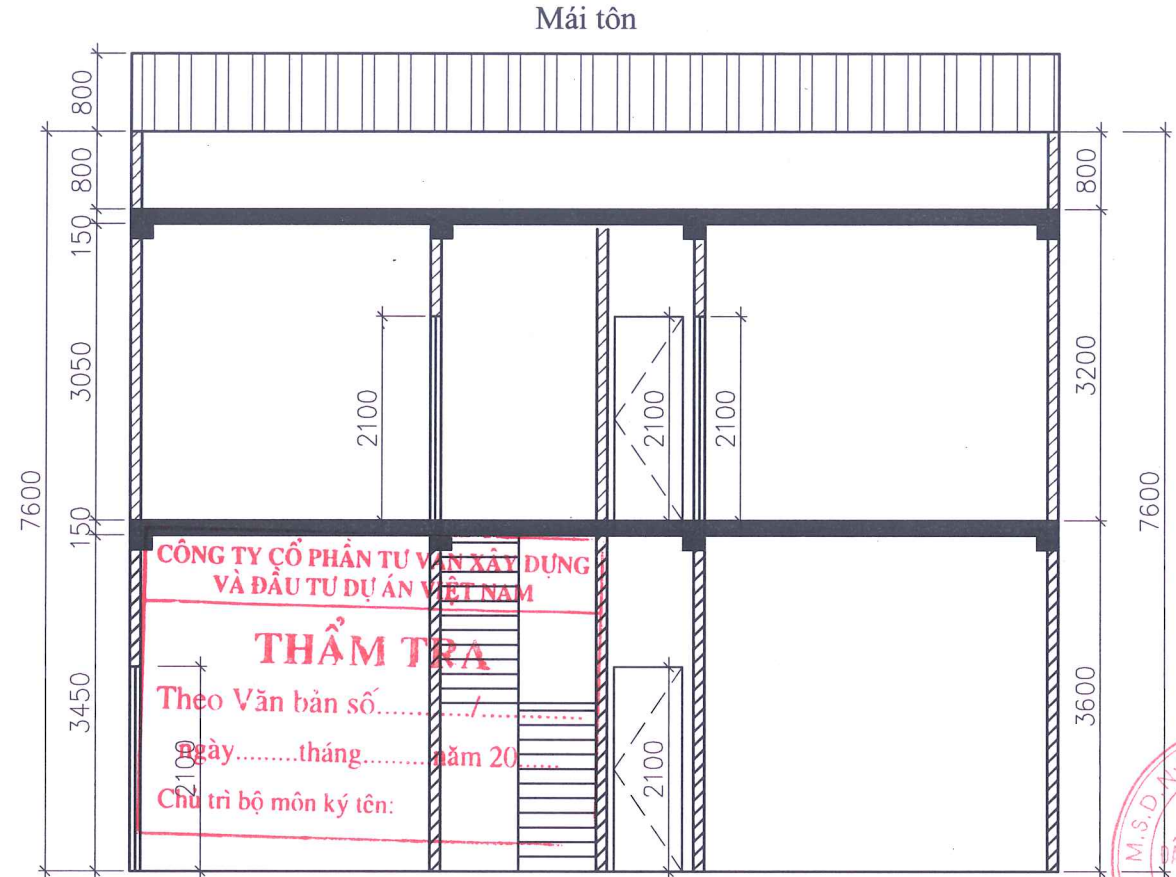 Mái tôn
800
800
800
150
3050
2100
2100
2100
3200
7600
7600
150
3450
3600
2100
2100
CÔNG TY CỔ PHẦN TƯ VẤN XÂY DỰNG
VÀ ĐẦU TƯ DỰ ÁN VIỆT NAM
THẨM TRA
Theo Văn bản số............/.............
ngày.........tháng..........năm 20......
Chủ trì bộ môn ký tên:
M.S.D.N